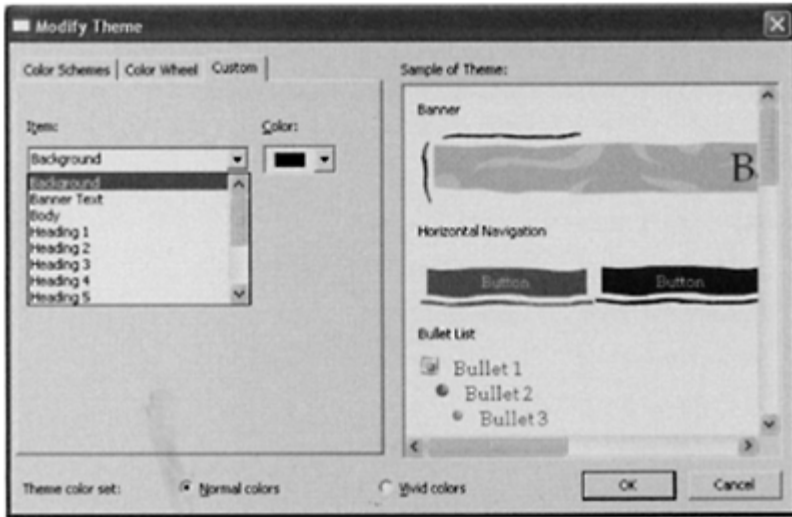 Modify Theme
Color Schemes | Color Wheel | Custom
Item:
Color:
Background
Background
Banner Text
Body
Heading 1
Heading 2
Heading 3
Heading 4
Heading 5
Sample of Theme:
Banner
B
Horizontal Navigation
Button Button
Bullet List
Bullet 1
Bullet 2
Bullet 3
Theme color set:
Normal colors
Vivid colors
OK
Cancel